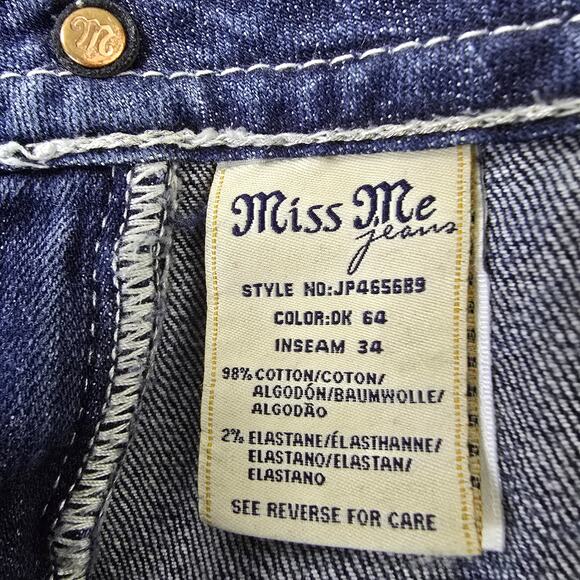 m
Miss Me
jeans
STYLE NO:JP4656B9
COLOR:DK 64
INSEAM 34
98% COTTON/COTON/
ALGODÓN/BAUMWOLLE/
ALGODÃO
2% ELASTANE/ÉLASTHANNE/
ELASTANO/ELASTAN/
ELASTANO
SEE REVERSE FOR CARE